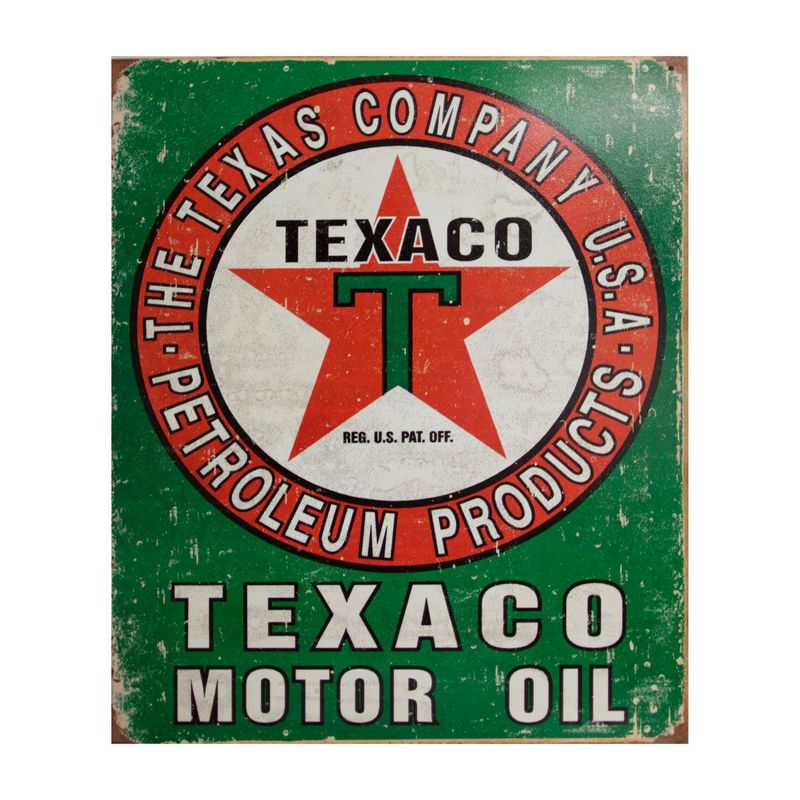 THE TEXAS COMPANY U.S.A.
TEXACO
T
REG. U.S. PAT. OFF.
PETROLEUM PRODUCTS
TEXACO
MOTOR OIL